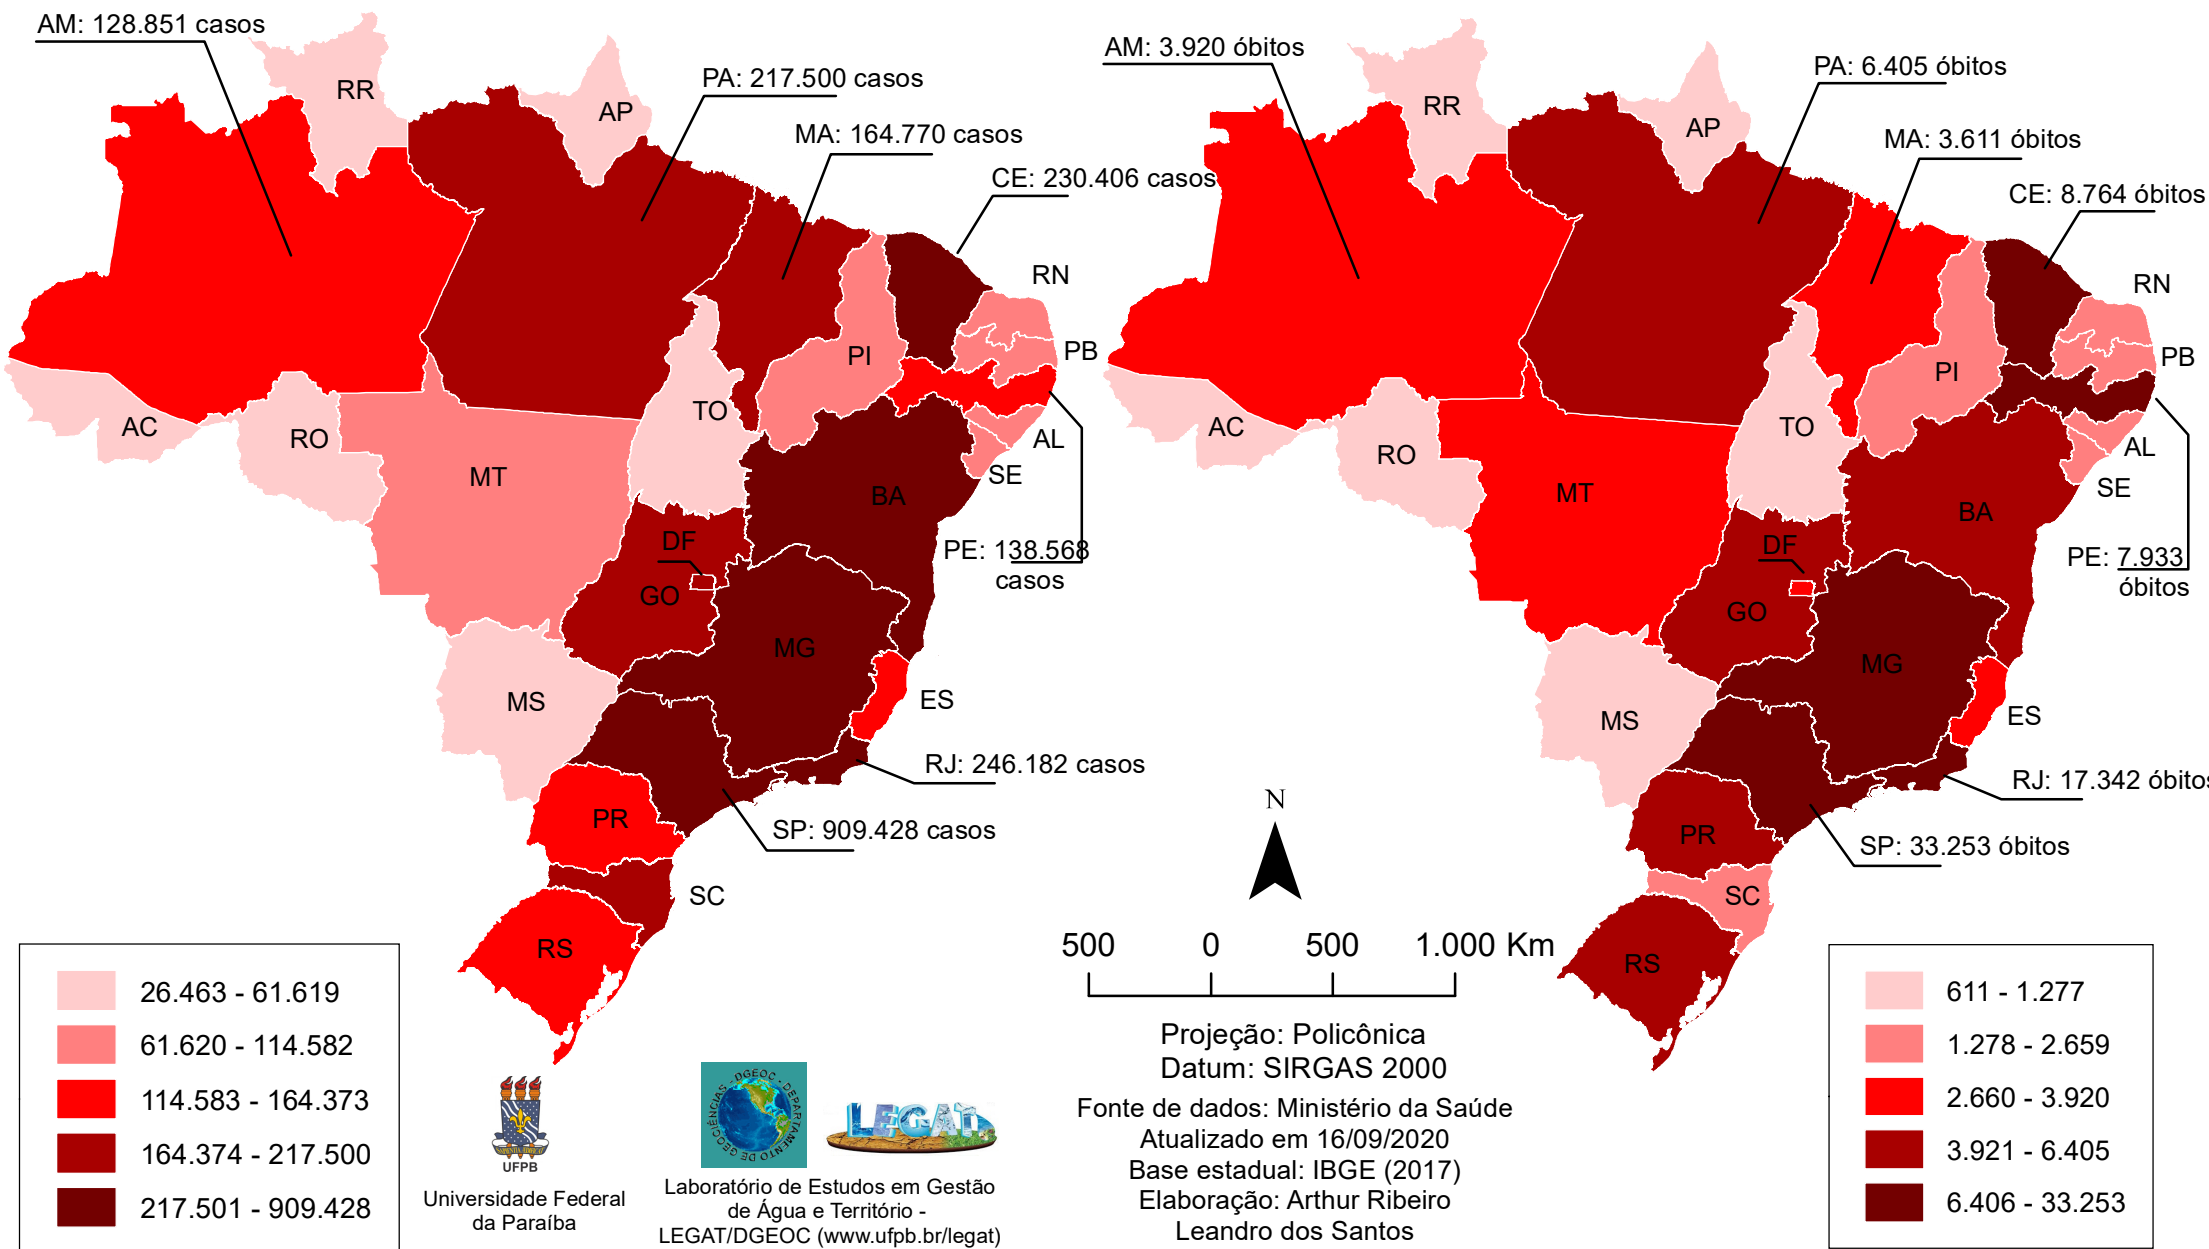 AM: 128.851 casos
RR
AP
PA: 217.500 casos
MA: 164.770 casos
CE: 230.406 casos
RN
PB
PI
TO
AC
RO
MT
AL
SE
BA
PE: 138.568
casos
DF
GO
MG
MS
ES
RJ: 246.182 casos
PR
SP: 909.428 casos
SC
RS
26.463 - 61.619
61.620 - 114.582
114.583 - 164.373
164.374 - 217.500
217.501 - 909.428
UFPB
Universidade Federal
da Paraíba
DGEOC - DEPARTAMENTO DE GEOCIÊNCIAS -
LEGAT
Laboratório de Estudos em Gestão
de Água e Território -
LEGAT/DGEOC (www.ufpb.br/legat)
AM: 3.920 óbitos
RR
AP
PA: 6.405 óbitos
MA: 3.611 óbitos
CE: 8.764 óbitos
RN
PB
PI
TO
AC
RO
MT
AL
SE
BA
PE: 7.933
óbitos
DF
GO
MG
MS
ES
RJ: 17.342 óbitos
PR
SP: 33.253 óbitos
SC
RS
N
500 0 500 1.000 Km
Projeção: Policônica
Datum: SIRGAS 2000
Fonte de dados: Ministério da Saúde
Atualizado em 16/09/2020
Base estadual: IBGE (2017)
Elaboração: Arthur Ribeiro
Leandro dos Santos
611 - 1.277
1.278 - 2.659
2.660 - 3.920
3.921 - 6.405
6.406 - 33.253